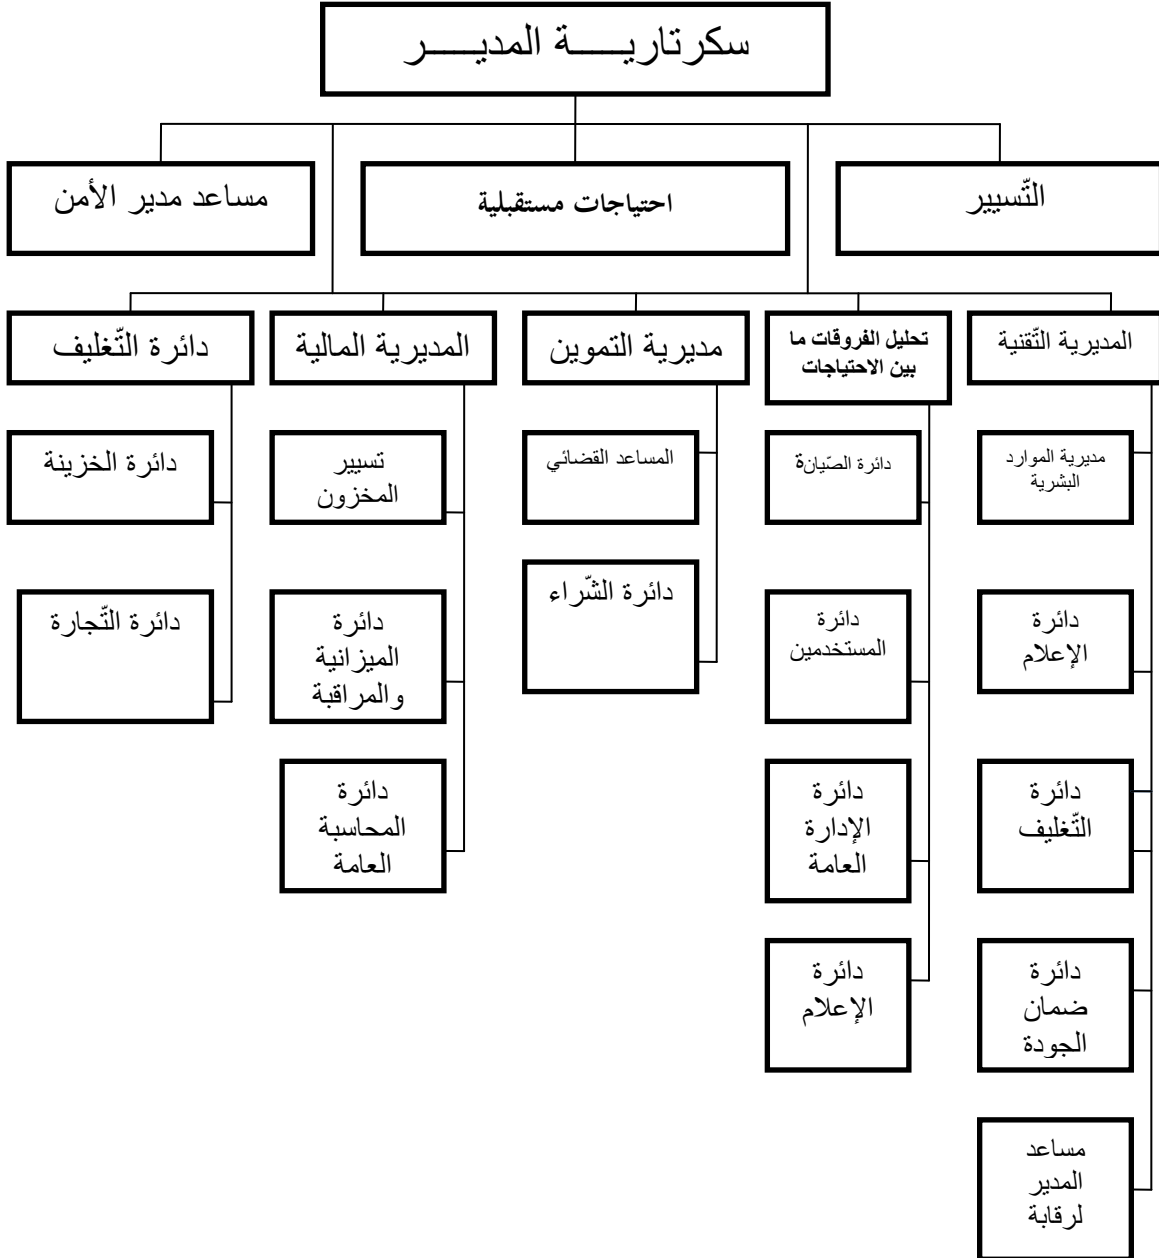 سكرتاريـــــة المديـــــر
التّسيير
احتياجات مستقبلية
مساعد مدير الأمن
المديرية التّقنية
تحليل الفروقات ما
بين الاحتياجات
مديرية التموين
المديرية المالية
دائرة التّغليف
مديرية الموارد
البشرية
دائرة الصّيانة
المساعد القضائي
تسيير
المخزون
دائرة الخزينة
دائرة
الإعلام
دائرة
المستخدمين
دائرة الشّراء
دائرة
الميزانية
والمراقبة
دائرة التّجارة
دائرة
التّغليف
دائرة
الإدارة
العامة
دائرة
المحاسبة
العامة
دائرة
ضمان
الجودة
دائرة
الإعلام
مساعد
المدير
لرقابة